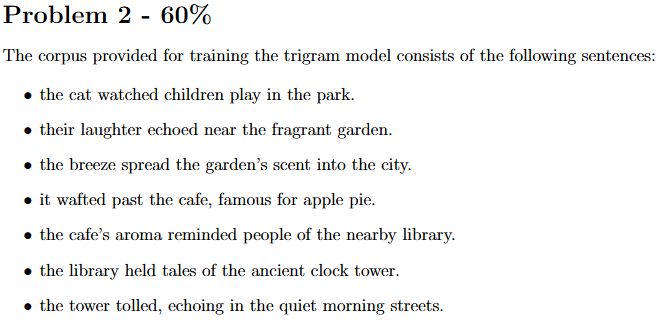 Problem 2 - 60%
The corpus provided for training the trigram model consists of the following sentences:
• the cat watched children play in the park.
• their laughter echoed near the fragrant garden.
• the breeze spread the garden's scent into the city.
• it wafted past the cafe, famous for apple pie.
• the cafe's aroma reminded people of the nearby library.
• the library held tales of the ancient clock tower.
• the tower tolled, echoing in the quiet morning streets.